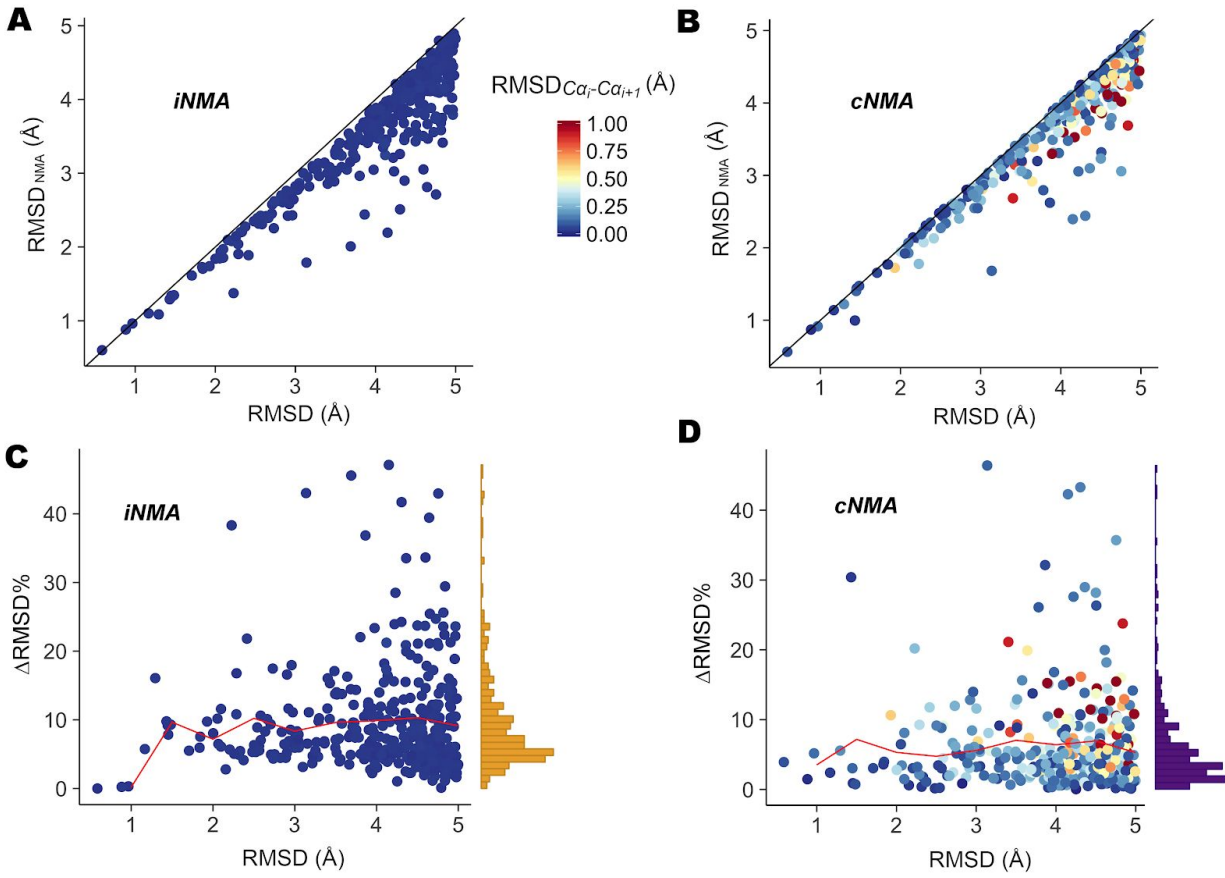 A
iNMA
RMSD NMA (Å)
5
4
3
2
1
1 2 3 4 5
RMSD (Å)
RMSDCαi-Cαi+1 (Å)
1.00
0.75
0.50
0.25
0.00
B
cNMA
RMSD NMA (Å)
5
4
3
2
1
1 2 3 4 5
RMSD (Å)
C
iNMA
ΔRMSD%
40
30
20
10
0
1 2 3 4 5
RMSD (Å)
D
cNMA
ΔRMSD%
40
30
20
10
0
1 2 3 4 5
RMSD (Å)